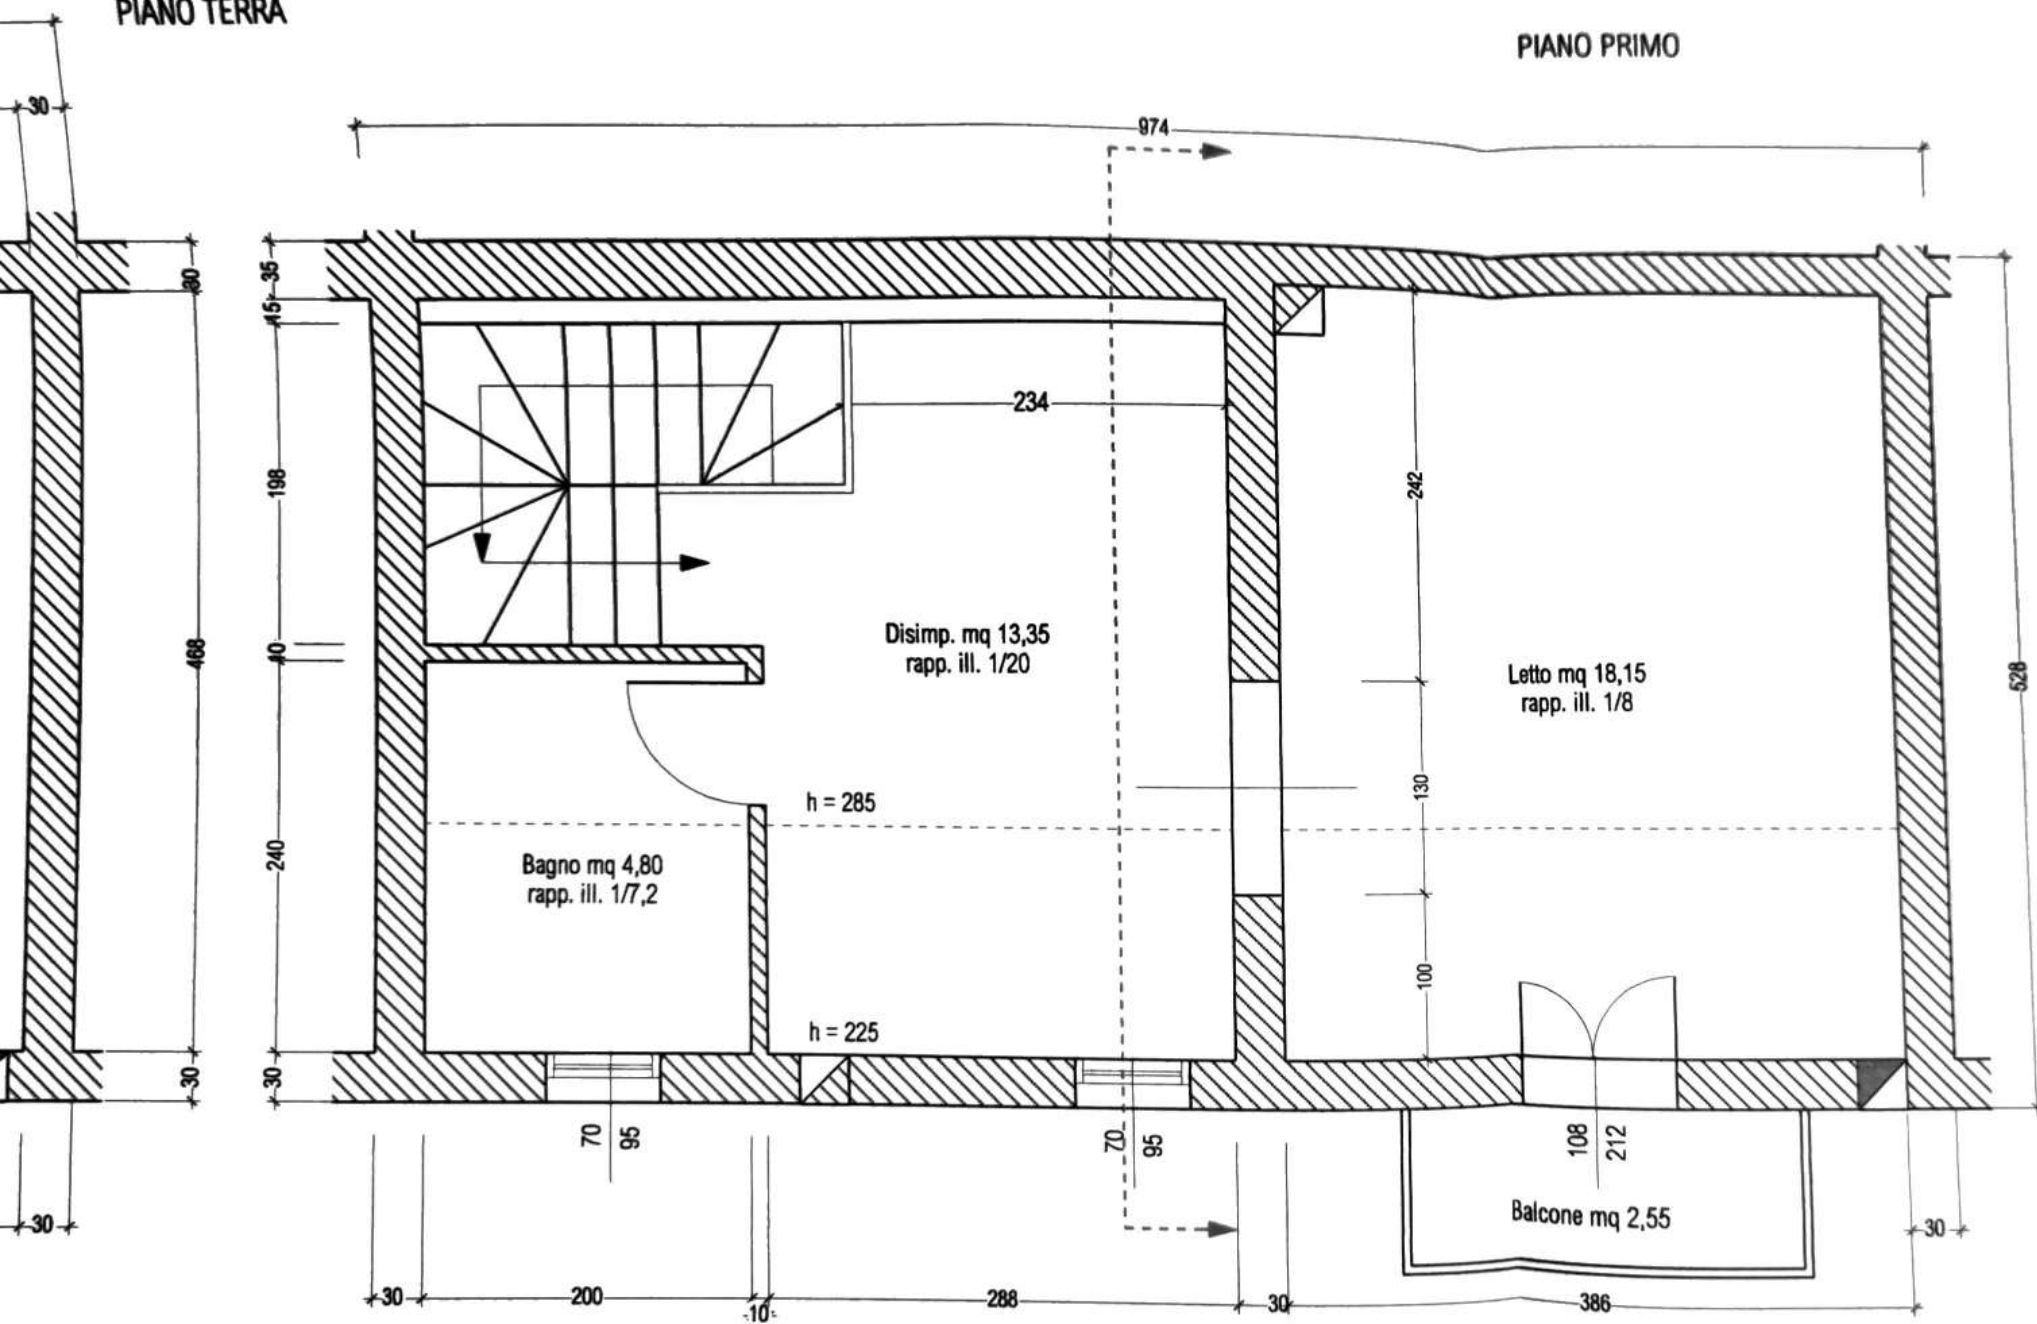 PIANO TERRA
PIANO PRIMO
30
974
30
35
15
234
198
242
468
10
Disimp. mq 13,35
rapp. ill. 1/20
Letto mq 18,15
rapp. ill. 1/8
528
130
h = 285
240
Bagno mq 4,80
rapp. ill. 1/7,2
100
h = 225
30
30
70
95
70
95
108
212
Balcone mq 2,55
30
30
30
200
10
288
30
386